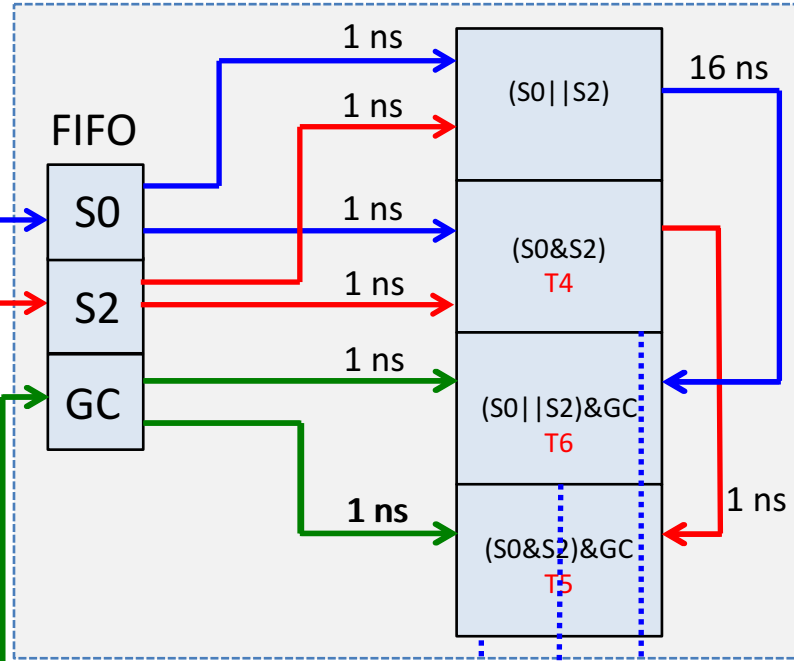 1 ns
(S0||S2)
16 ns
1 ns
FIFO
S0
1 ns
(S0&S2)
T4
S2
1 ns
1 ns
GC
(S0||S2)&GC
T6
1 ns
1 ns
(S0&S2)&GC
T5